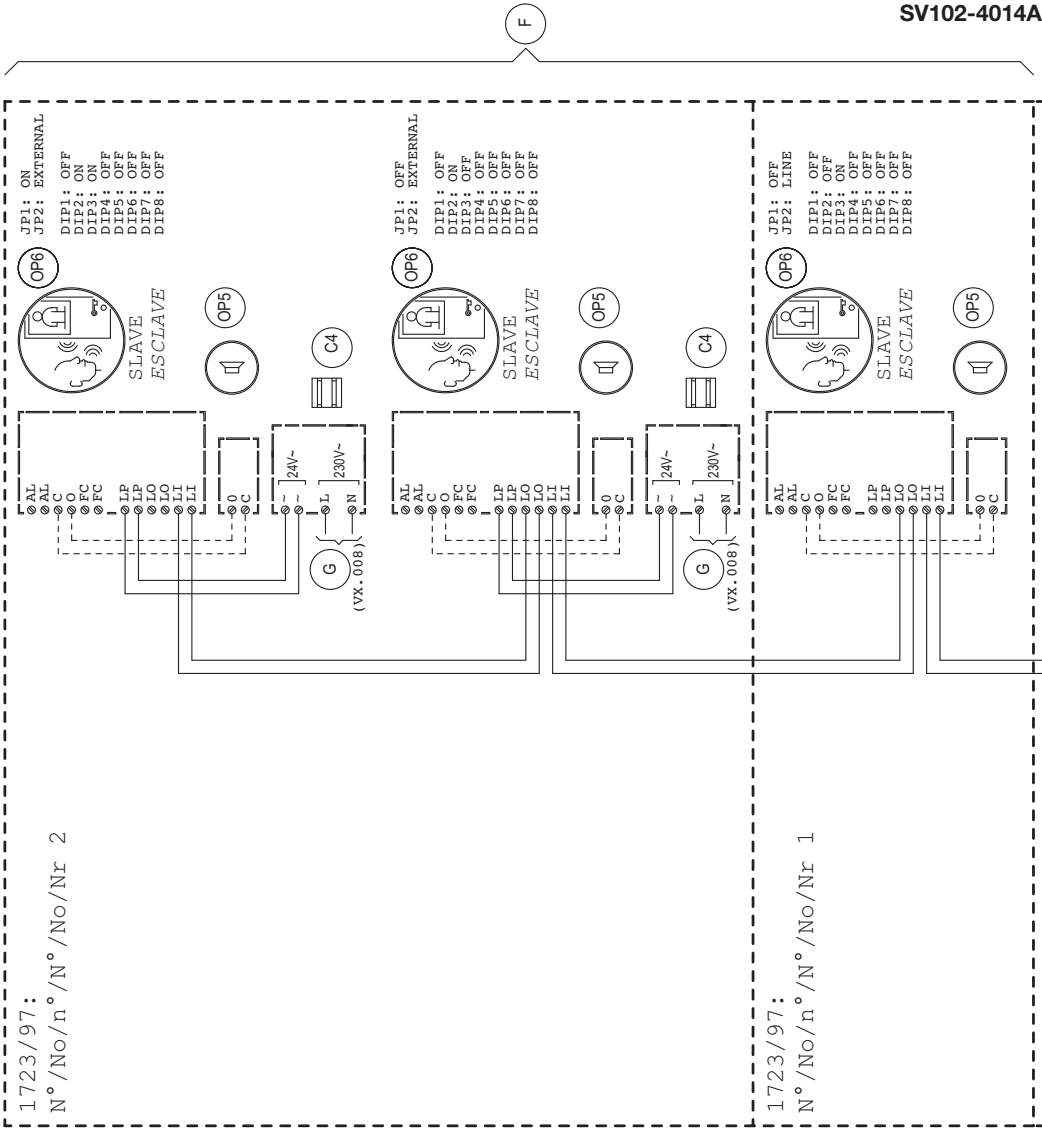 SV102-4014A
F
JP1: ON
JP2: EXTERNAL
DIP1: OFF
DIP2: ON
DIP3: ON
DIP4: OFF
DIP5: OFF
DIP6: OFF
DIP7: OFF
DIP8: OFF
OP6
SLAVE
ESCLAVE
OP5
C4
AL
AL
C
O
FC
FC
LP
LP
LO
LO
LI
LI
O
C
24V~
~
~
230V~
L
N
G
(VX.008)
1723/97:
N°/No/n°/N°/No/Nr 2
JP1: OFF
JP2: EXTERNAL
DIP1: OFF
DIP2: ON
DIP3: OFF
DIP4: OFF
DIP5: OFF
DIP6: OFF
DIP7: OFF
DIP8: OFF
OP6
SLAVE
ESCLAVE
OP5
C4
AL
AL
C
O
FC
FC
LP
LP
LO
LO
LI
LI
O
C
24V~
~
~
230V~
L
N
G
(VX.008)
JP1: OFF
JP2: LINE
DIP1: OFF
DIP2: OFF
DIP3: ON
DIP4: OFF
DIP5: OFF
DIP6: OFF
DIP7: OFF
DIP8: OFF
OP6
SLAVE
ESCLAVE
OP5
AL
AL
C
O
FC
FC
LP
LP
LO
LO
LI
LI
O
C
1723/97:
N°/No/n°/N°/No/Nr 1